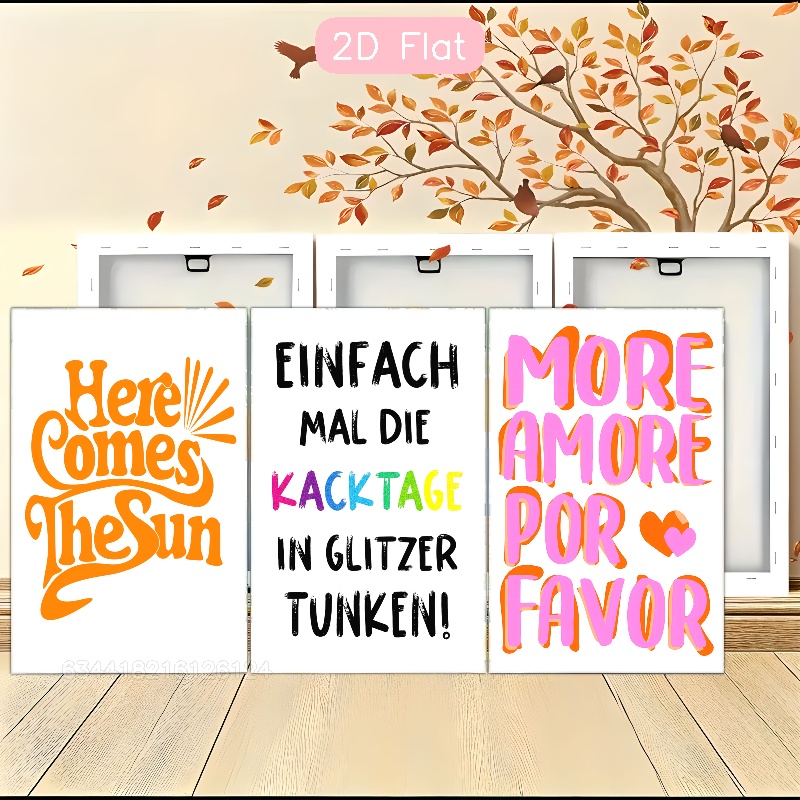 2D Flat
Here
Comes
The Sun
EINFACH
MAL DIE
KACKTAGE
IN GLITZER
TUNKEN!
MORE
AMORE
POR
FAVOR